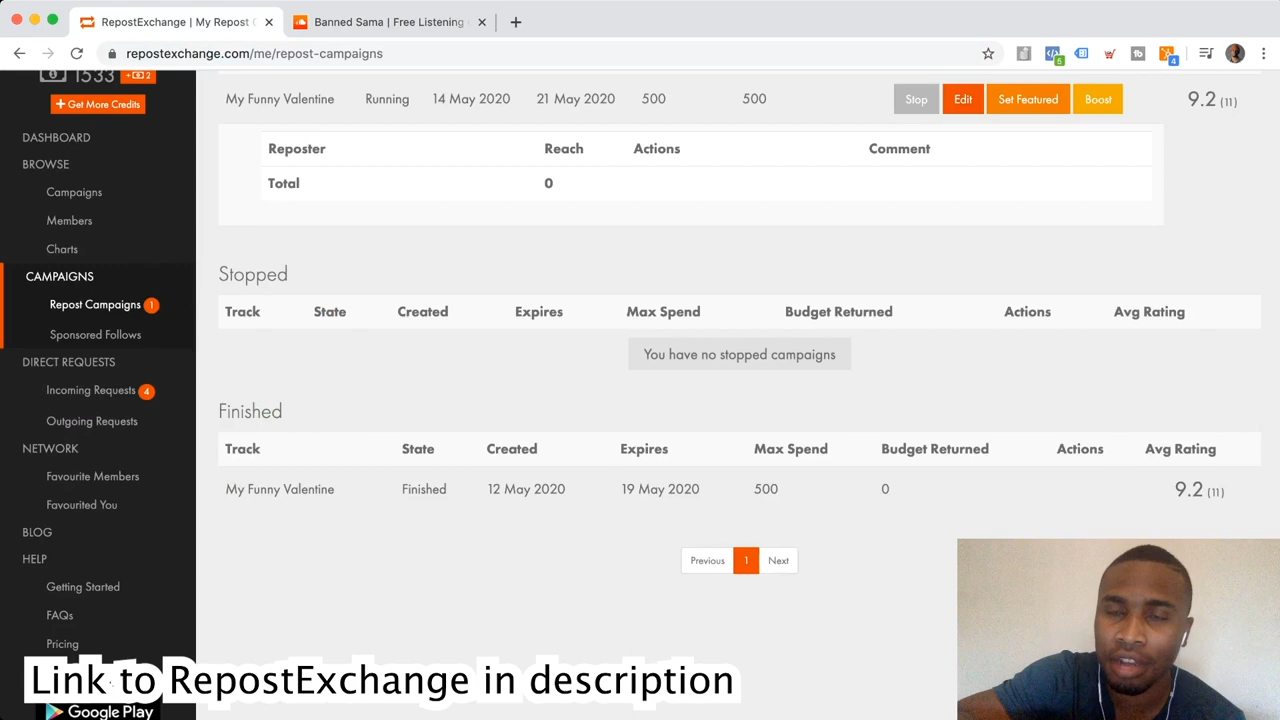 RepostExchange | My Repost C
Banned Sama | Free Listening
repostexchange.com/me/repost-campaigns
5
4
1533 +2
+ Get More Credits
DASHBOARD
BROWSE
Campaigns
Members
Charts
CAMPAIGNS
Repost Campaigns 1
Sponsored Follows
DIRECT REQUESTS
Incoming Requests 4
Outgoing Requests
NETWORK
Favourite Members
Favourited You
BLOG
HELP
Getting Started
FAQs
Pricing
Google Play
My Funny Valentine Running 14 May 2020 21 May 2020 500 500 Stop Edit Set Featured Boost 9.2 (11)
Reporter Reach Actions Comment
Total 0
Stopped
Track State Created Expires Max Spend Budget Returned Actions Avg Rating
You have no stopped campaigns
Finished
Track State Created Expires Max Spend Budget Returned Actions Avg Rating
My Funny Valentine Finished 12 May 2020 19 May 2020 500 0 9.2 (11)
Previous 1 Next
Link to RepostExchange in description